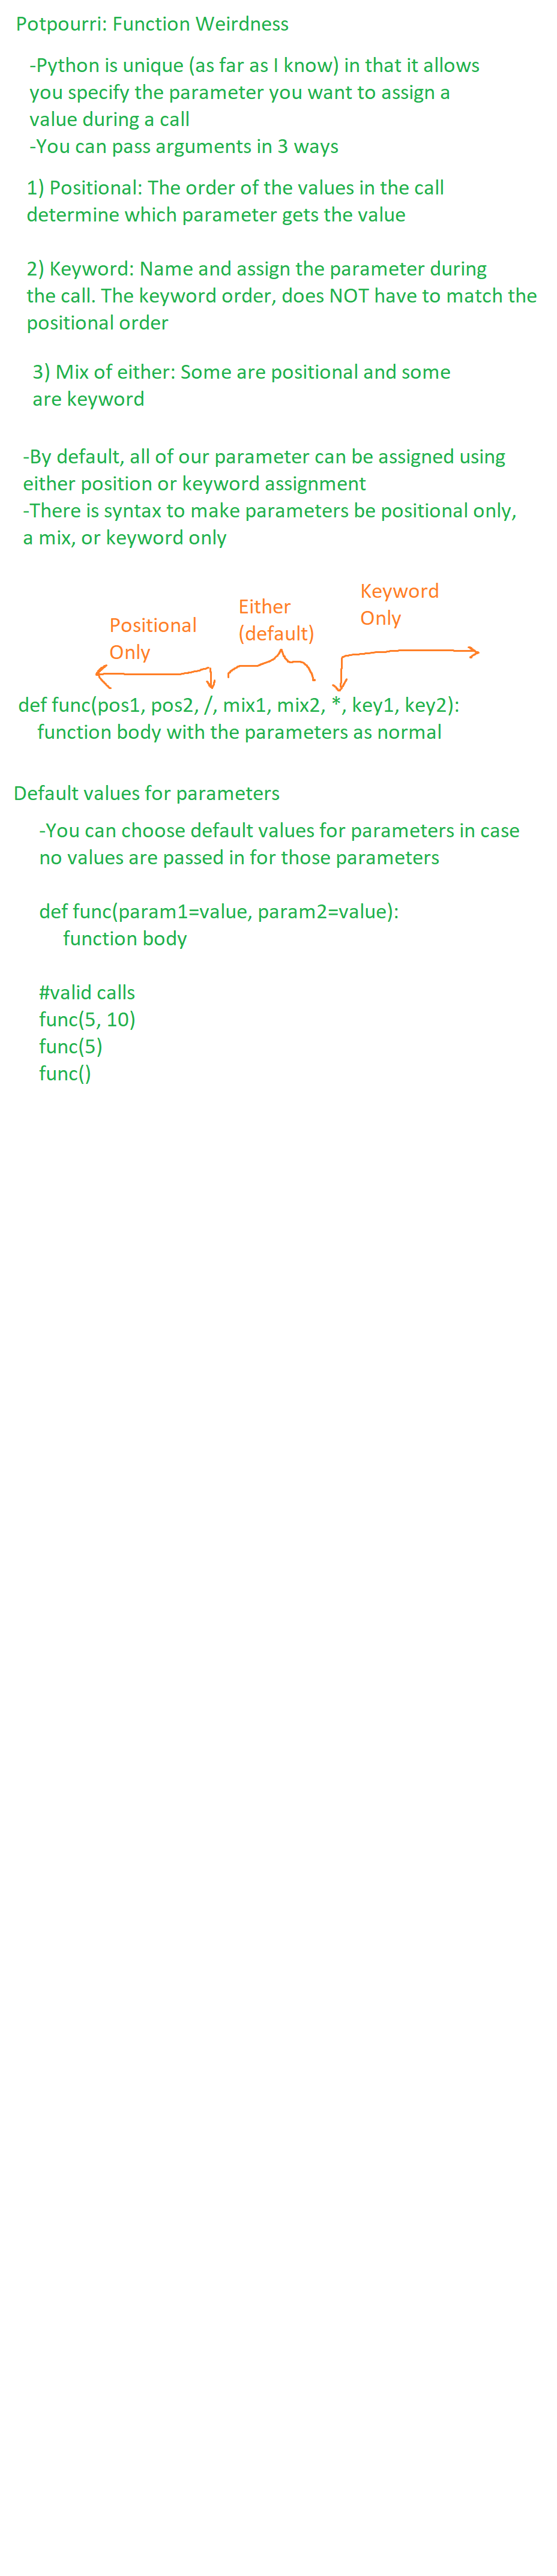 Potpourri: Function Weirdness
-Python is unique (as far as I know) in that it allows
you specify the parameter you want to assign a
value during a call
-You can pass arguments in 3 ways
1) Positional: The order of the values in the call
determine which parameter gets the value
2) Keyword: Name and assign the parameter during
the call. The keyword order, does NOT have to match the
positional order
3) Mix of either: Some are positional and some
are keyword
-By default, all of our parameter can be assigned using
either position or keyword assignment
-There is syntax to make parameters be positional only,
a mix, or keyword only
Positional
Only
Either
(default)
Keyword
Only
def func(pos1, pos2, /, mix1, mix2, *, key1, key2):
function body with the parameters as normal
Default values for parameters
-You can choose default values for parameters in case
no values are passed in for those parameters
def func(param1=value, param2=value):
function body
#valid calls
func(5, 10)
func(5)
func()